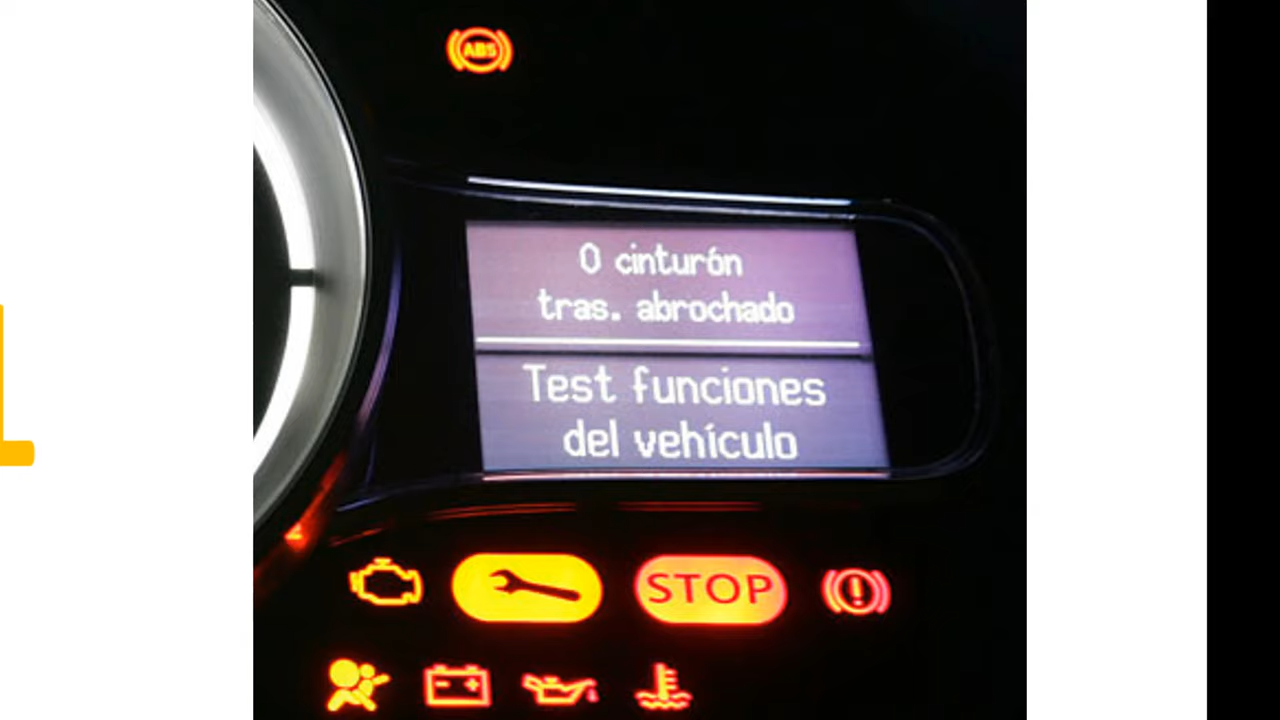 ABS
0 cinturón
tras. abrochado
Test funciones
del vehículo
STOP